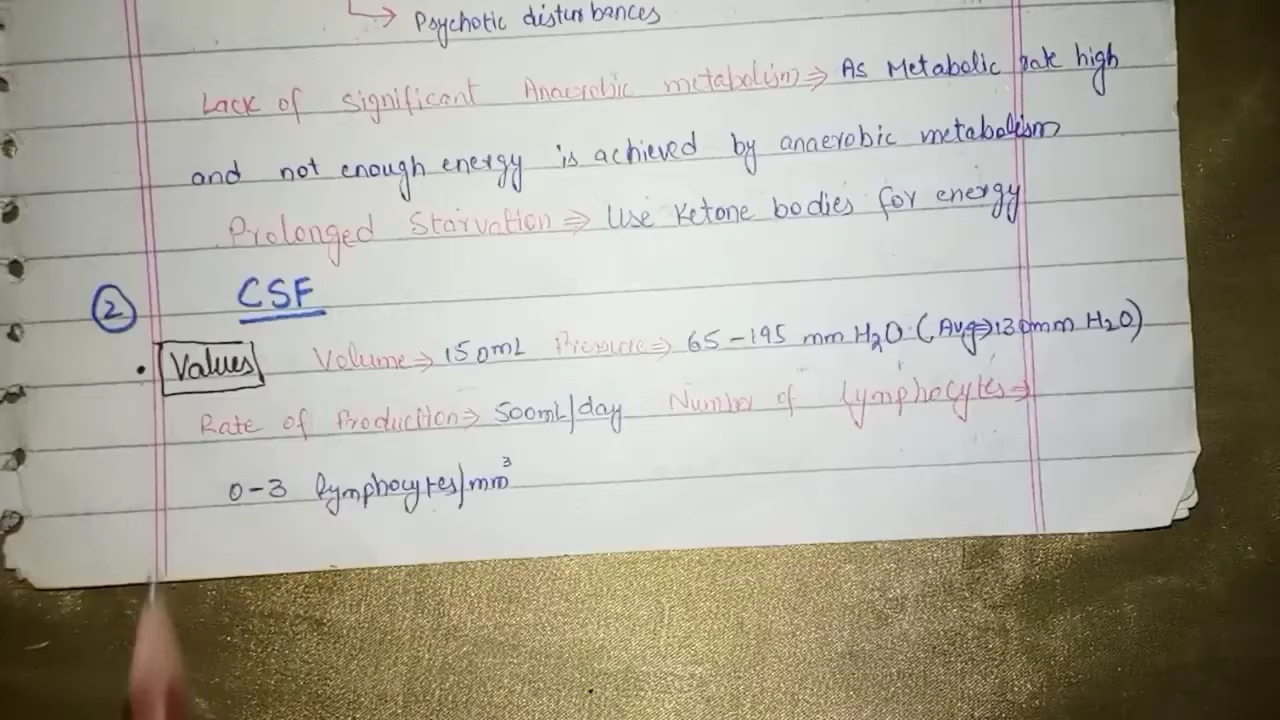 ↳ Psychotic disturbances
Lack of significant Anaerobic metabolism ⇒ As Metabolic rate high
and not enough energy is achieved by anaerobic metabolism
Prolonged Starvation ⇒ Use Ketone bodies for energy
② CSF
• Values Volume ⇒ 150mL Pressure ⇒ 65-195 mm H₂O. (Avg ⇒ 130mm H₂O)
Rate of Production ⇒ 500mL/day Number of lymphocytes ⇒
0-3 lymphocytes/mm³